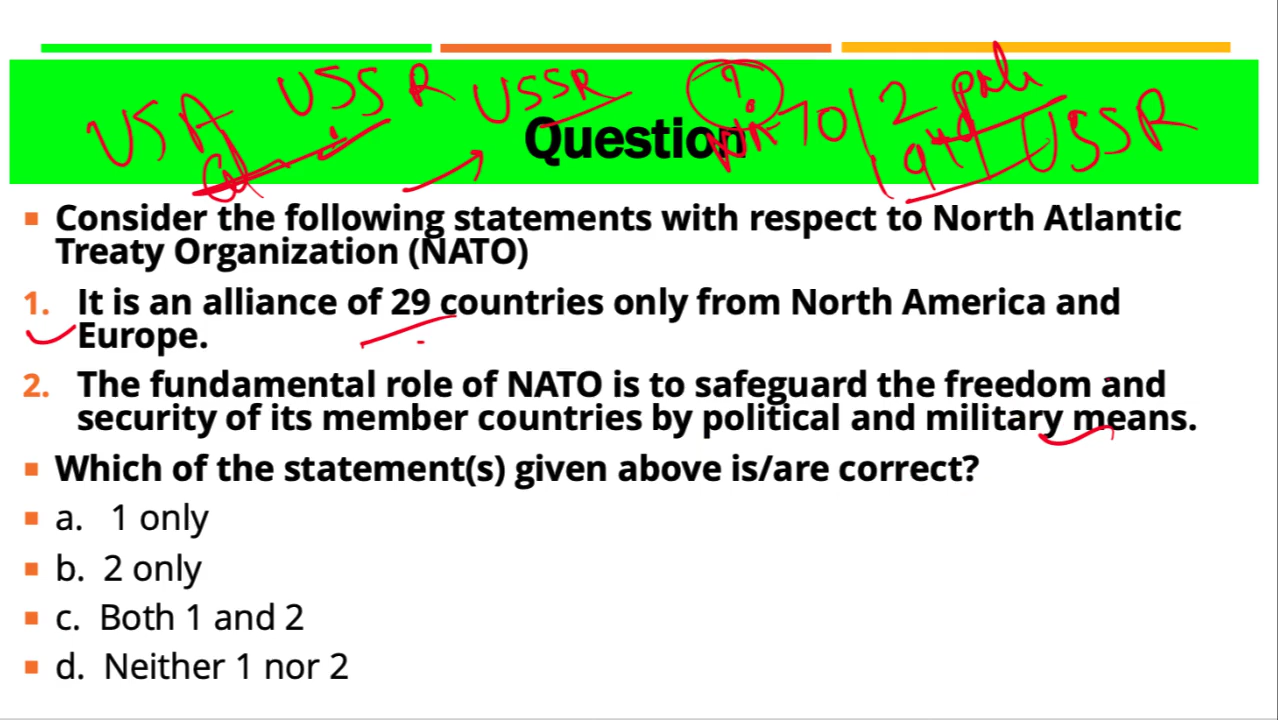 USA USSR USSR ? 2 pole
USSR
Question
Consider the following statements with respect to North Atlantic
Treaty Organization (NATO)
1. It is an alliance of 29 countries only from North America and
Europe.
2. The fundamental role of NATO is to safeguard the freedom and
security of its member countries by political and military means.
Which of the statement(s) given above is/are correct?
a. 1 only
b. 2 only
c. Both 1 and 2
d. Neither 1 nor 2